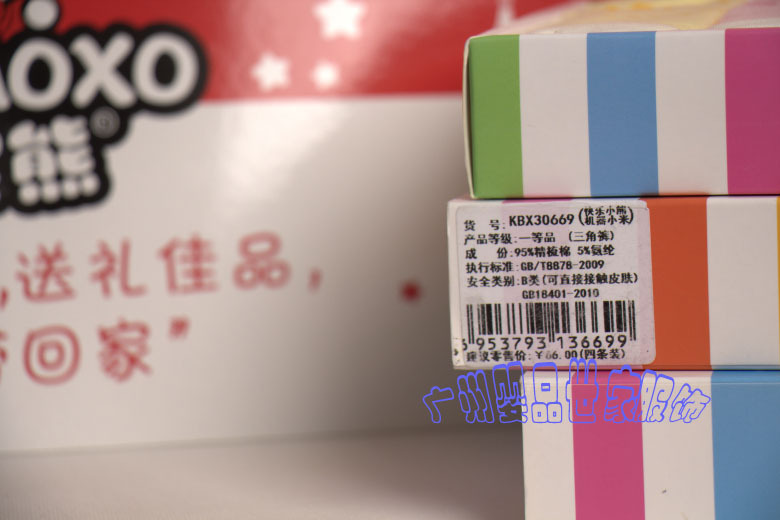 OXO
熊®
送礼佳品，
回家”
货 号：KBX30669（快乐小熊 机器小米）
产品等级：一等品 （三角裤）
成 份：95%精梳棉 5%氨纶
执行标准：GB/T8878-2009
安全类别：B类（可直接接触皮肤）
GB18401-2010
6 953793 136699
建议零售价：￥66.00（四条装）
广州婴品世家服饰